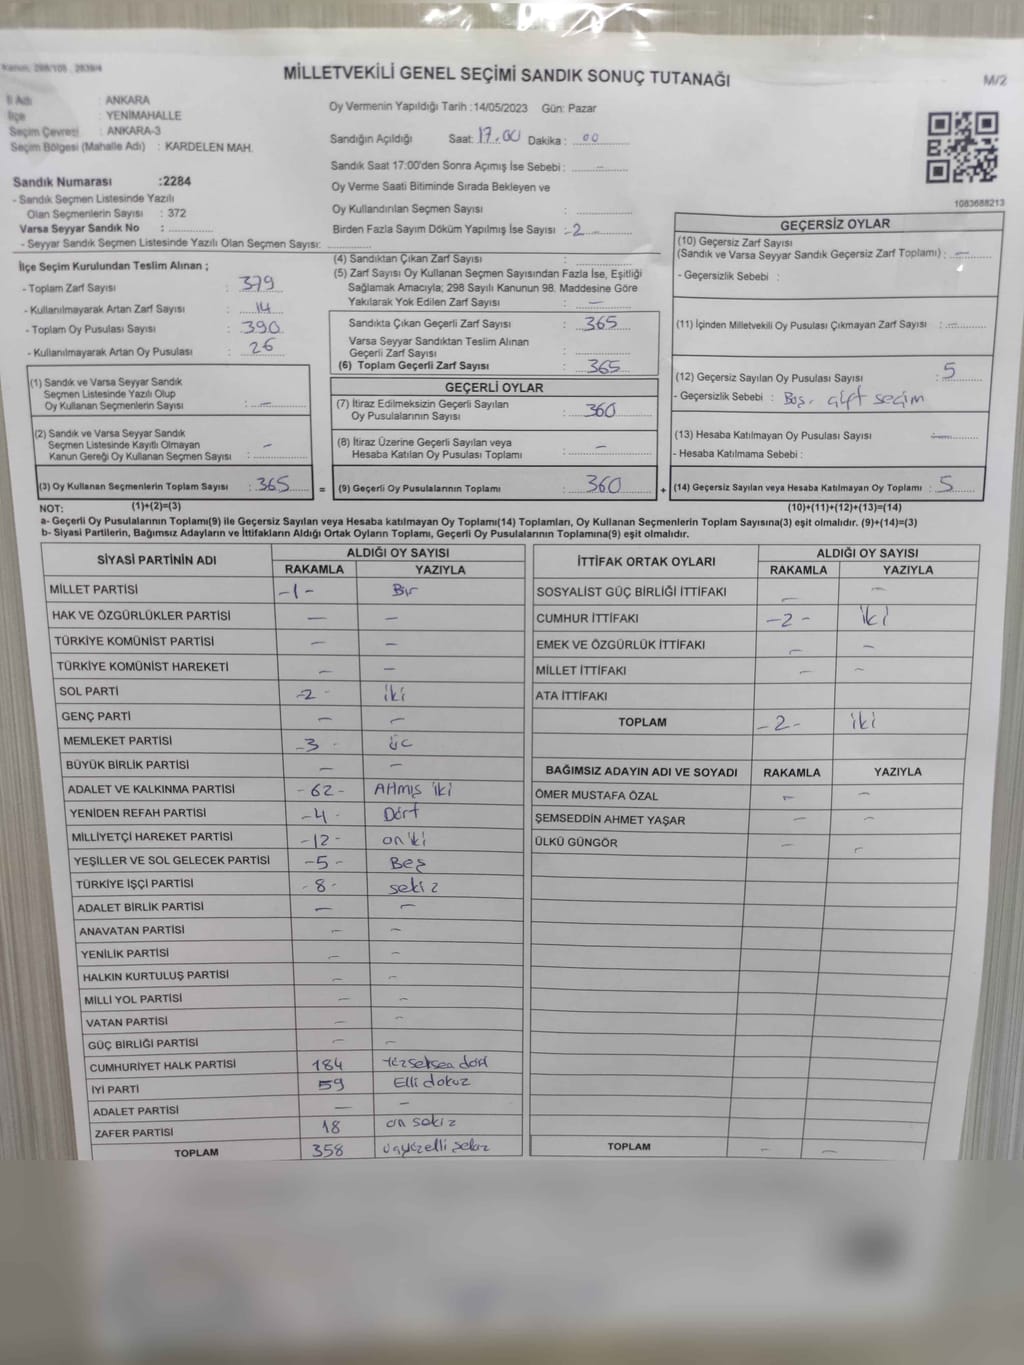 Kanun: 298/105 , 2839/4
MİLLETVEKİLİ GENEL SEÇİMİ SANDIK SONUÇ TUTANAĞI
M/2
İl Adı : ANKARA
İlçe : YENİMAHALLE
Seçim Çevresi : ANKARA-3
Seçim Bölgesi (Mahalle Adı) : KARDELEN MAH.
Sandık Numarası :2284
- Sandık Seçmen Listesinde Yazılı
Olan Seçmenlerin Sayısı : 372
Varsa Seyyar Sandık No :
- Seyyar Sandık Seçmen Listesinde Yazılı Olan Seçmen Sayısı:
Oy Vermenin Yapıldığı Tarih :14/05/2023 Gün: Pazar
Sandığın Açıldığı Saat: 17.00 Dakika : 00
Sandık Saat 17:00'den Sonra Açımış İse Sebebi : -
Oy Verme Saati Bitiminde Sırada Bekleyen ve
Oy Kullandırılan Seçmen Sayısı :
Birden Fazla Sayım Döküm Yapılmış İse Sayısı : -2-
1083688213
İlçe Seçim Kurulundan Teslim Alınan ;
- Toplam Zarf Sayısı : 379
- Kullanılmayarak Artan Zarf Sayısı : 14
- Toplam Oy Pusulası Sayısı : 390
- Kullanılmayarak Artan Oy Pusulası : 26
(4) Sandıktan Çıkan Zarf Sayısı :
(5) Zarf Sayısı Oy Kullanan Seçmen Sayısından Fazla İse, Eşitliği
Sağlamak Amacıyla; 298 Sayılı Kanunun 98. Maddesine Göre
Yakılarak Yok Edilen Zarf Sayısı : -
Sandıkta Çıkan Geçerli Zarf Sayısı : 365
Varsa Seyyar Sandıktan Teslim Alınan
Geçerli Zarf Sayısı :
(6) Toplam Geçerli Zarf Sayısı : 365
GEÇERSİZ OYLAR
(10) Geçersiz Zarf Sayısı
(Sandık ve Varsa Seyyar Sandık Geçersiz Zarf Toplamı) : -
- Geçersizlik Sebebi :
(11) İçinden Milletvekili Oy Pusulası Çıkmayan Zarf Sayısı : -
(12) Geçersiz Sayılan Oy Pusulası Sayısı : 5
- Geçersizlik Sebebi : Boş, çift seçim
(13) Hesaba Katılmayan Oy Pusulası Sayısı : -
- Hesaba Katılmama Sebebi :
(14) Geçersiz Sayılan veya Hesaba Katılmayan Oy Toplamı : 5
(10)+(11)+(12)+(13)=(14)
(1) Sandık ve Varsa Seyyar Sandık
Seçmen Listesinde Yazılı Olup
Oy Kullanan Seçmenlerin Sayısı : -
(2) Sandık ve Varsa Seyyar Sandık
Seçmen Listesinde Kayıtlı Olmayan
Kanun Gereği Oy Kullanan Seçmen Sayısı : -
(3) Oy Kullanan Seçmenlerin Toplam Sayısı : 365 =
(1)+(2)=(3)
GEÇERLİ OYLAR
(7) İtiraz Edilmeksizin Geçerli Sayılan
Oy Pusulalarının Sayısı : 360
(8) İtiraz Üzerine Geçerli Sayılan veya
Hesaba Katılan Oy Pusulası Toplamı : -
(9) Geçerli Oy Pusulalarının Toplamı : 360 +
NOT:
a- Geçerli Oy Pusulalarının Toplamı(9) ile Geçersiz Sayılan veya Hesaba katılmayan Oy Toplamı(14) Toplamları, Oy Kullanan Seçmenlerin Toplam Sayısına(3) eşit olmalıdır. (9)+(14)=(3)
b- Siyasi Partilerin, Bağımsız Adayların ve İttifakların Aldığı Ortak Oyların Toplamı, Geçerli Oy Pusulalarının Toplamına(9) eşit olmalıdır.
SİYASİ PARTİNİN ADI ALDIĞI OY SAYISI
RAKAMLA YAZIYLA
MİLLET PARTİSİ -1- Bir
HAK VE ÖZGÜRLÜKLER PARTİSİ - -
TÜRKİYE KOMÜNİST PARTİSİ - -
TÜRKİYE KOMÜNİST HAREKETİ - -
SOL PARTİ -2- iki
GENÇ PARTİ - -
MEMLEKET PARTİSİ -3- üç
BÜYÜK BİRLİK PARTİSİ - -
ADALET VE KALKINMA PARTİSİ -62- Atmış iki
YENİDEN REFAH PARTİSİ -4- Dört
MİLLİYETÇİ HAREKET PARTİSİ -12- on iki
YEŞİLLER VE SOL GELECEK PARTİSİ -5- Beş
TÜRKİYE İŞÇİ PARTİSİ -8- sekiz
ADALET BİRLİK PARTİSİ - -
ANAVATAN PARTİSİ - -
YENİLİK PARTİSİ - -
HALKIN KURTULUŞ PARTİSİ - -
MİLLİ YOL PARTİSİ - -
VATAN PARTİSİ - -
GÜÇ BİRLİĞİ PARTİSİ - -
CUMHURİYET HALK PARTİSİ 184 Yüzseksen dört
İYİ PARTİ 59 Elli dokuz
ADALET PARTİSİ - -
ZAFER PARTİSİ 18 on sekiz
TOPLAM 358 üçyüzelli sekiz
İTTİFAK ORTAK OYLARI ALDIĞI OY SAYISI
RAKAMLA YAZIYLA
SOSYALİST GÜÇ BİRLİĞİ İTTİFAKI - -
CUMHUR İTTİFAKI -2- iki
EMEK VE ÖZGÜRLÜK İTTİFAKI - -
MİLLET İTTİFAKI - -
ATA İTTİFAKI
TOPLAM -2- iki
BAĞIMSIZ ADAYIN ADI VE SOYADI RAKAMLA YAZIYLA
ÖMER MUSTAFA ÖZAL - -
ŞEMSEDDİN AHMET YAŞAR - -
ÜLKÜ GÜNGÖR - -
TOPLAM - -